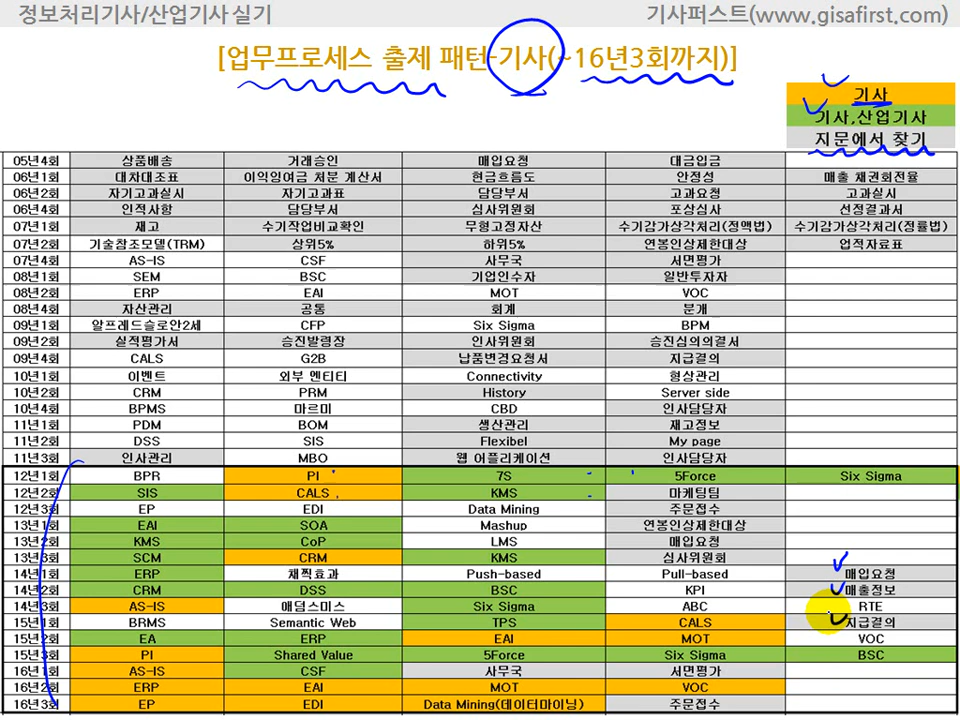 정보처리기사/산업기사 실기 기사퍼스트(www.gisafirst.com)
[업무프로세스 출제 패턴-기사(~16년3회까지)]
기사
기사,산업기사
지문에서 찾기
05년4회 상품배송 거래승인 매입요청 대금입금
06년1회 대차대조표 이익잉여금 처분 계산서 현금흐름도 안정성 매출 채권회전율
06년2회 자기고과실시 자기고과표 담당부서 고과요청 고과실시
06년4회 인적사항 담당부서 심사위원회 포상심사 선정결과서
07년1회 재고 수기작업비교확인 무형고정자산 수기감가상각처리(정액법) 수기감가상각처리(정률법)
07년2회 기술참조모델(TRM) 상위5% 하위5% 연봉인상제한대상 업적자료표
07년4회 AS-IS CSF 사무국 서면평가
08년1회 SEM BSC 기업인수자 일반투자자
08년2회 ERP EAI MOT VOC
08년4회 자산관리 공통 회계 분개
09년1회 알프레드슬로안2세 CFP Six Sigma BPM
09년2회 실적평가서 승진발령장 인사위원회 승진심의의결서
09년4회 CALS G2B 납품변경요청서 지급결의
10년1회 이벤트 외부 엔티티 Connectivity 형상관리
10년2회 CRM PRM History Server side
10년4회 BPMS 마르미 CBD 인사담당자
11년1회 PDM BOM 생산관리 재고정보
11년2회 DSS SIS Flexibel My page
11년3회 인사관리 MBO 웹 어플리케이션 인사담당자
12년1회 BPR PI 7S 5Force Six Sigma
12년2회 SIS CALS KMS 마케팅팀
12년3회 EP EDI Data Mining 주문접수
13년1회 EAI SOA Mashup 연봉인상제한대상
13년2회 KMS CoP LMS 매입요청
13년3회 SCM CRM KMS 심사위원회
14년1회 ERP 채찍효과 Push-based Pull-based 매입요청
14년2회 CRM DSS BSC KPI 매출정보
14년3회 AS-IS 애덤스미스 Six Sigma ABC RTE
15년1회 BRMS Semantic Web TPS CALS 지급결의
15년2회 EA ERP EAI MOT VOC
15년3회 PI Shared Value 5Force Six Sigma BSC
16년1회 AS-IS CSF 사무국 서면평가
16년2회 ERP EAI MOT VOC
16년3회 EP EDI Data Mining(데이터마이닝) 주문접수